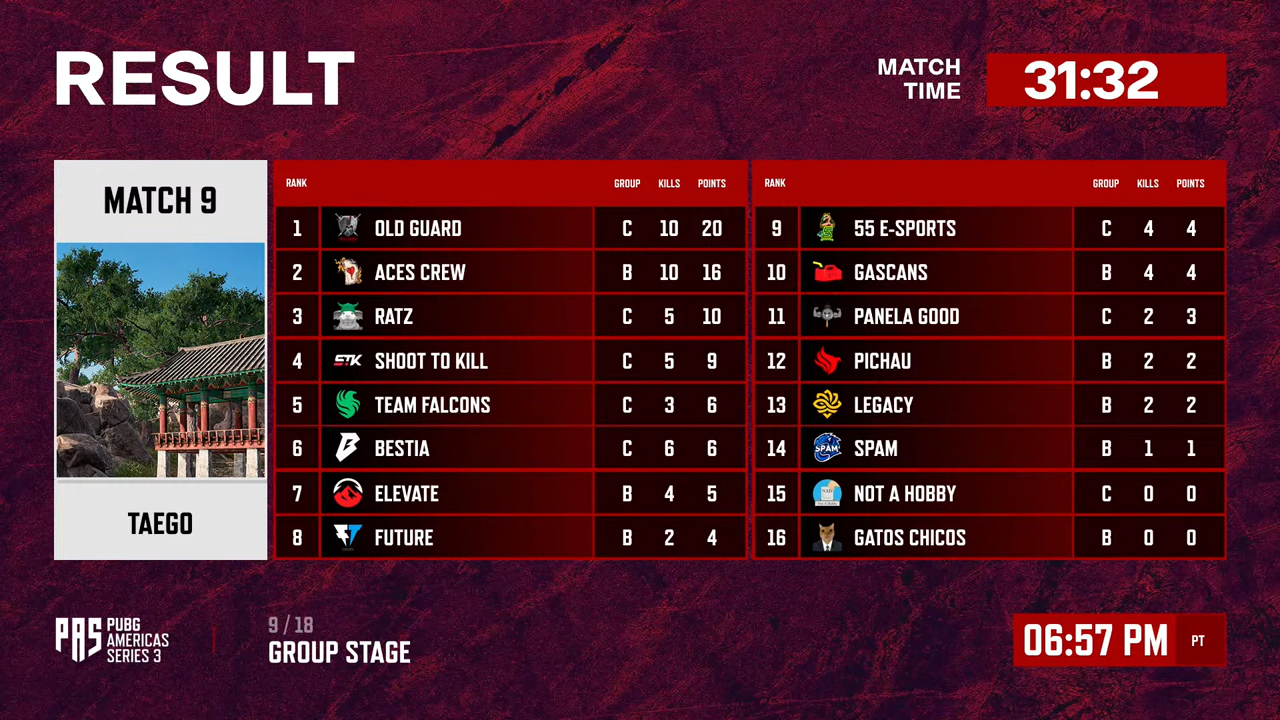 RESULT
MATCH
TIME
31:32
MATCH 9
TAEGO
RANK GROUP KILLS POINTS
1 OLD GUARD C 10 20
2 ACES CREW B 10 16
3 RATZ C 5 10
4 STK SHOOT TO KILL C 5 9
5 TEAM FALCONS C 3 6
6 BESTIA C 6 6
7 ELEVATE B 4 5
8 FUTURE B 2 4
RANK GROUP KILLS POINTS
9 55 E-SPORTS C 4 4
10 GASCANS B 4 4
11 PANELA GOOD C 2 3
12 PICHAU B 2 2
13 LEGACY B 2 2
14 SPAM SPAM B 1 1
15 NOT A HOBBY C 0 0
16 GATOS CHICOS B 0 0
PAS PUBG
AMERICAS
SERIES 3
9 / 18
GROUP STAGE
06:57 PM PT